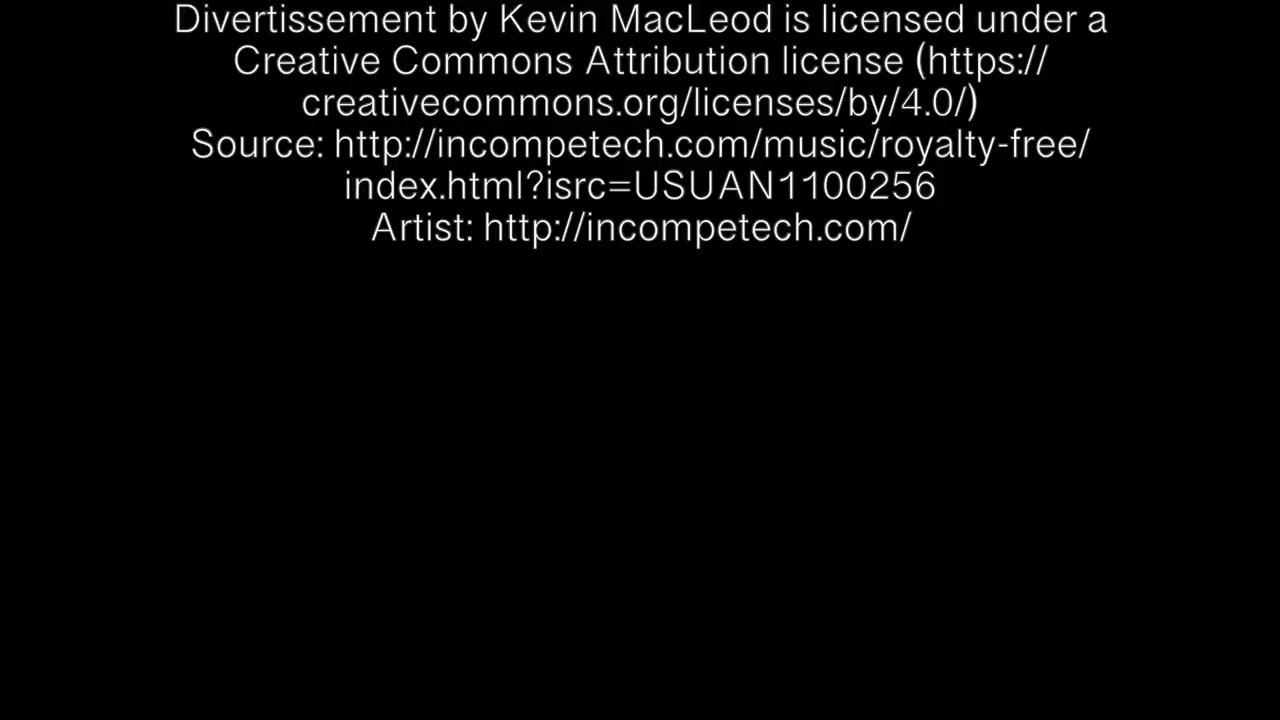 Divertissement by Kevin MacLeod is licensed under a
Creative Commons Attribution license (https://
creativecommons.org/licenses/by/4.0/)
Source: http://incompetech.com/music/royalty-free/
index.html?isrc=USUAN1100256
Artist: http://incompetech.com/